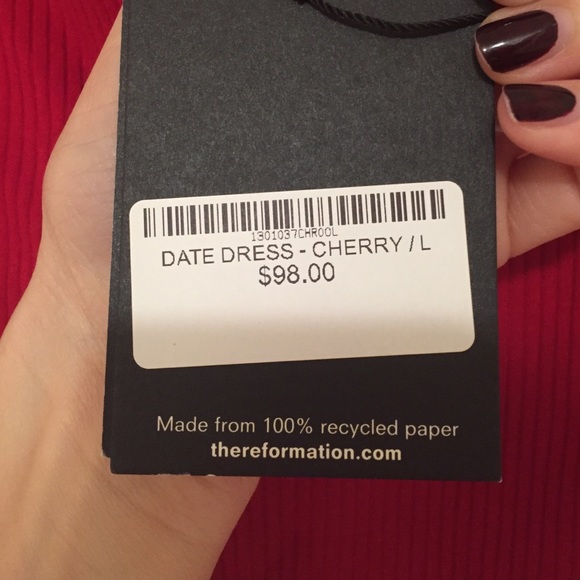 1301037CHR00L
DATE DRESS - CHERRY / L
$98.00
Made from 100% recycled paper
thereformation.com